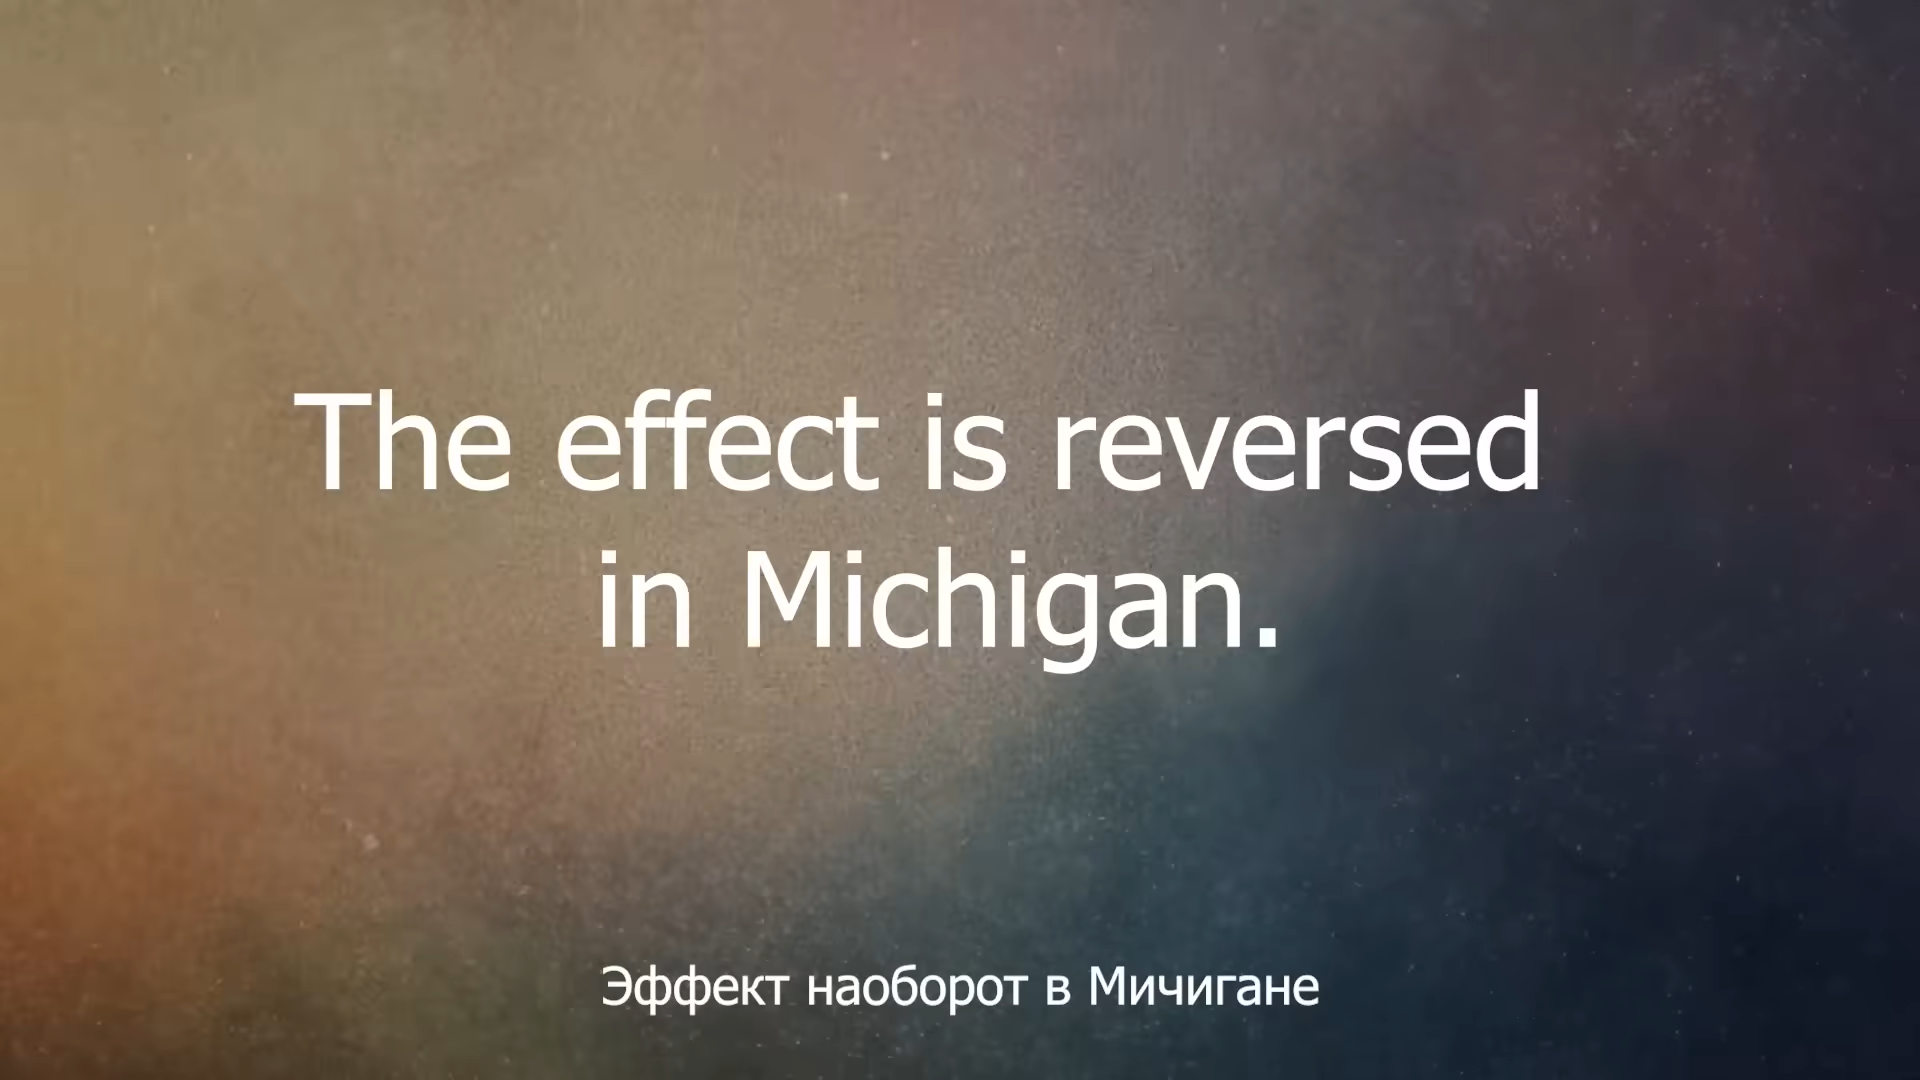 The effect is reversed
in Michigan.
Эффект наоборот в Мичигане